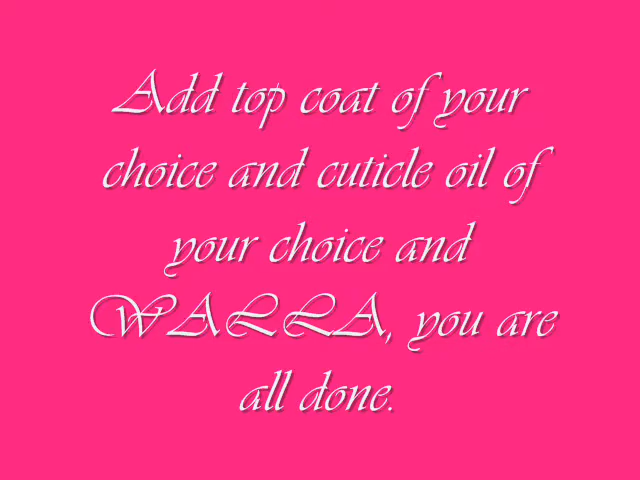 Add top coat of your
choice and cuticle oil of
your choice and
WALLA, you are
all done.